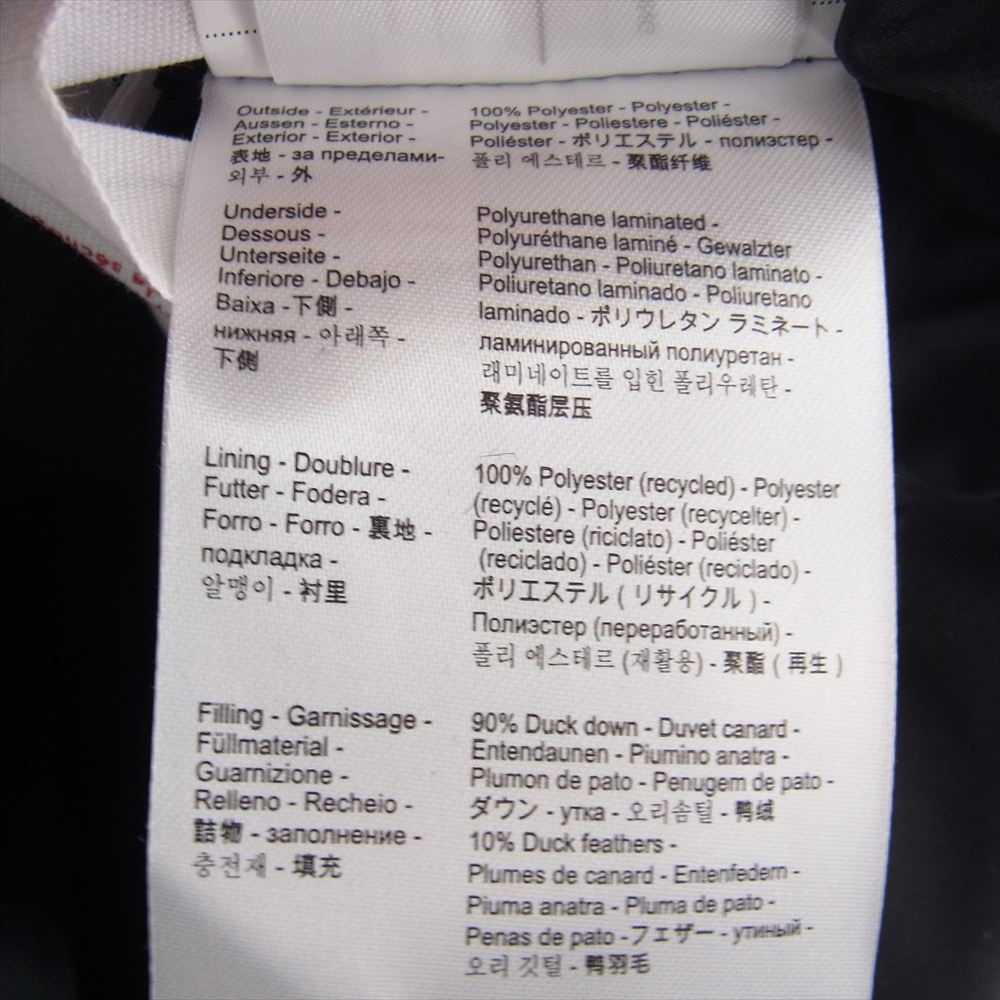 Outside - Extérieur -
Aussen - Esterno -
Exterior - Exterior -
表地 - за пределами-
외부 - 外
100% Polyester - Polyester -
Polyester - Poliestere - Poliéster -
Poliéster - ポリエステル - полиэстер -
폴리 에스테르 - 聚酯纤维
Underside -
Dessous -
Unterseite -
Inferiore - Debajo -
Baixa -下側 -
нижняя - 아래쪽 -
下側
Polyurethane laminated -
Polyuréthane laminé - Gewalzter
Polyurethan - Poliuretano laminato -
Poliuretano laminado - Poliuretano
laminado - ポリウレタン ラミネート -
ламинированный полиуретан -
래미네이트를 입힌 폴리우레탄 -
聚氨酯层压
Lining - Doublure -
Futter - Fodera -
Forro - Forro - 裏地 -
подкладка -
알맹이 - 衬里
100% Polyester (recycled) - Polyester
(recyclé) - Polyester (recycelter) -
Poliestere (riciclato) - Poliéster
(reciclado) - Poliéster (reciclado) -
ポリエステル ( リサイクル ) -
Полиэстер (переработанный) -
폴리 에스테르 (재활용) - 聚酯 ( 再生 )
Filling - Garnissage -
Füllmaterial -
Guarnizione -
Relleno - Recheio -
詰物 - заполнение -
충전재 - 填充
90% Duck down - Duvet canard -
Entendaunen - Piumino anatra -
Plumon de pato - Penugem de pato -
ダウン - утка - 오리솜털 - 鸭绒
10% Duck feathers -
Plumes de canard - Entenfedern -
Piuma anatra - Pluma de pato -
Penas de pato -フェザー - утиный -
오리 깃털 - 鸭羽毛